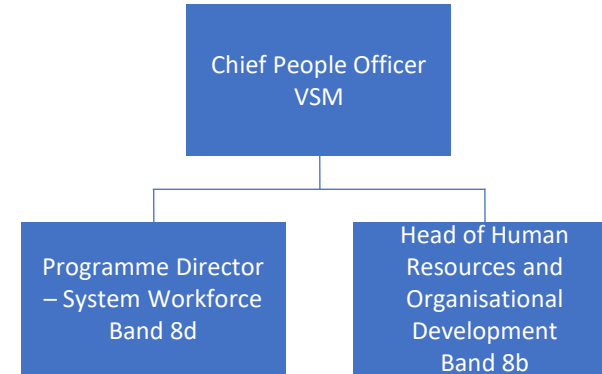 Chief People Officer
VSM
Programme Director
– System Workforce
Band 8d
Head of Human
Resources and
Organisational
Development
Band 8b